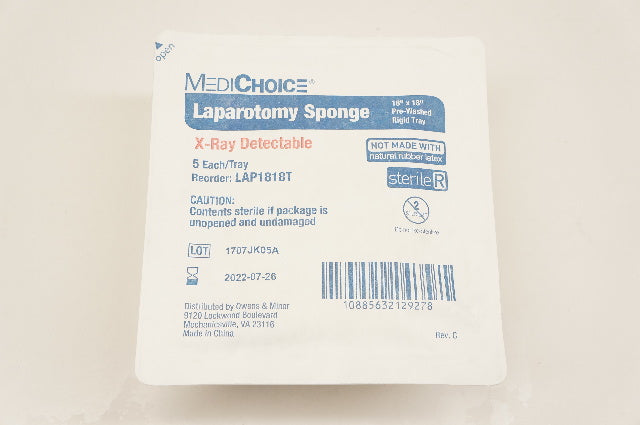 open
MEDICHOICE®
Laparotomy Sponge
18" x 18"
Pre-Washed
Rigid Tray
X-Ray Detectable
NOT MADE WITH
natural rubber latex
5 Each/Tray
Reorder: LAP1818T
sterile R
CAUTION:
Contents sterile if package is
unopened and undamaged
2
LOT 1707JK05A
2022-07-26
10885632129278
Distributed by Owens & Minor
9120 Lockwood Boulevard
Mechanicsville, VA 23116
Made in China
Rev. C